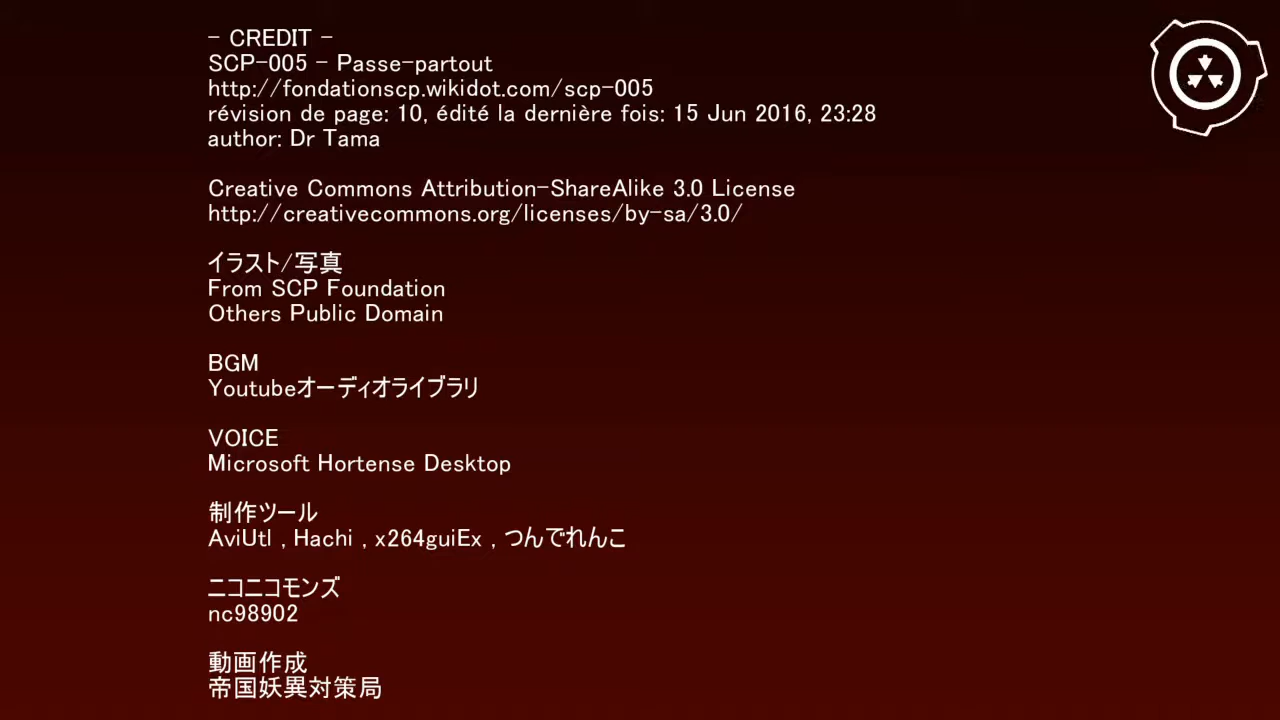 - CREDIT -
SCP-005 - Passe-partout
http://fondationscp.wikidot.com/scp-005
révision de page: 10, édité la dernière fois: 15 Jun 2016, 23:28
author: Dr Tama
Creative Commons Attribution-ShareAlike 3.0 License
http://creativecommons.org/licenses/by-sa/3.0/
イラスト/写真
From SCP Foundation
Others Public Domain
BGM
Youtubeオーディオライブラリ
VOICE
Microsoft Hortense Desktop
制作ツール
AviUtl , Hachi , x264guiEx , つんでれんこ
ニコニコモンズ
nc98902
動画作成
帝国妖異対策局